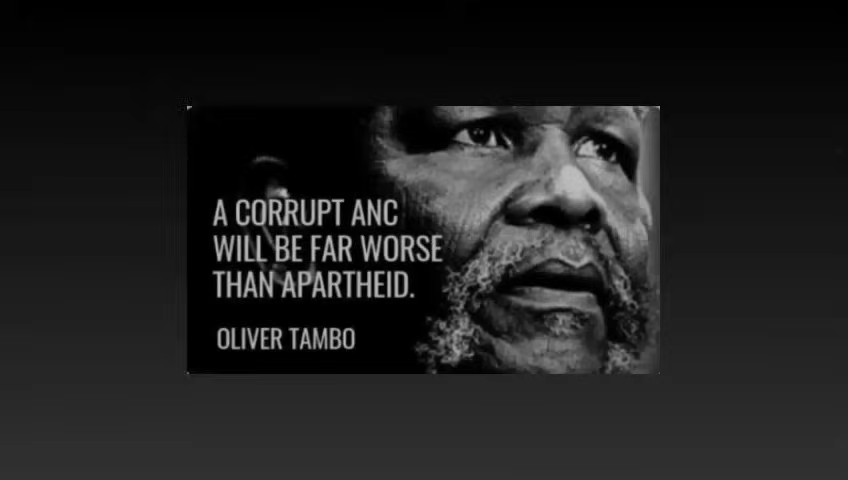 A CORRUPT ANC
WILL BE FAR WORSE
THAN APARTHEID.
OLIVER TAMBO